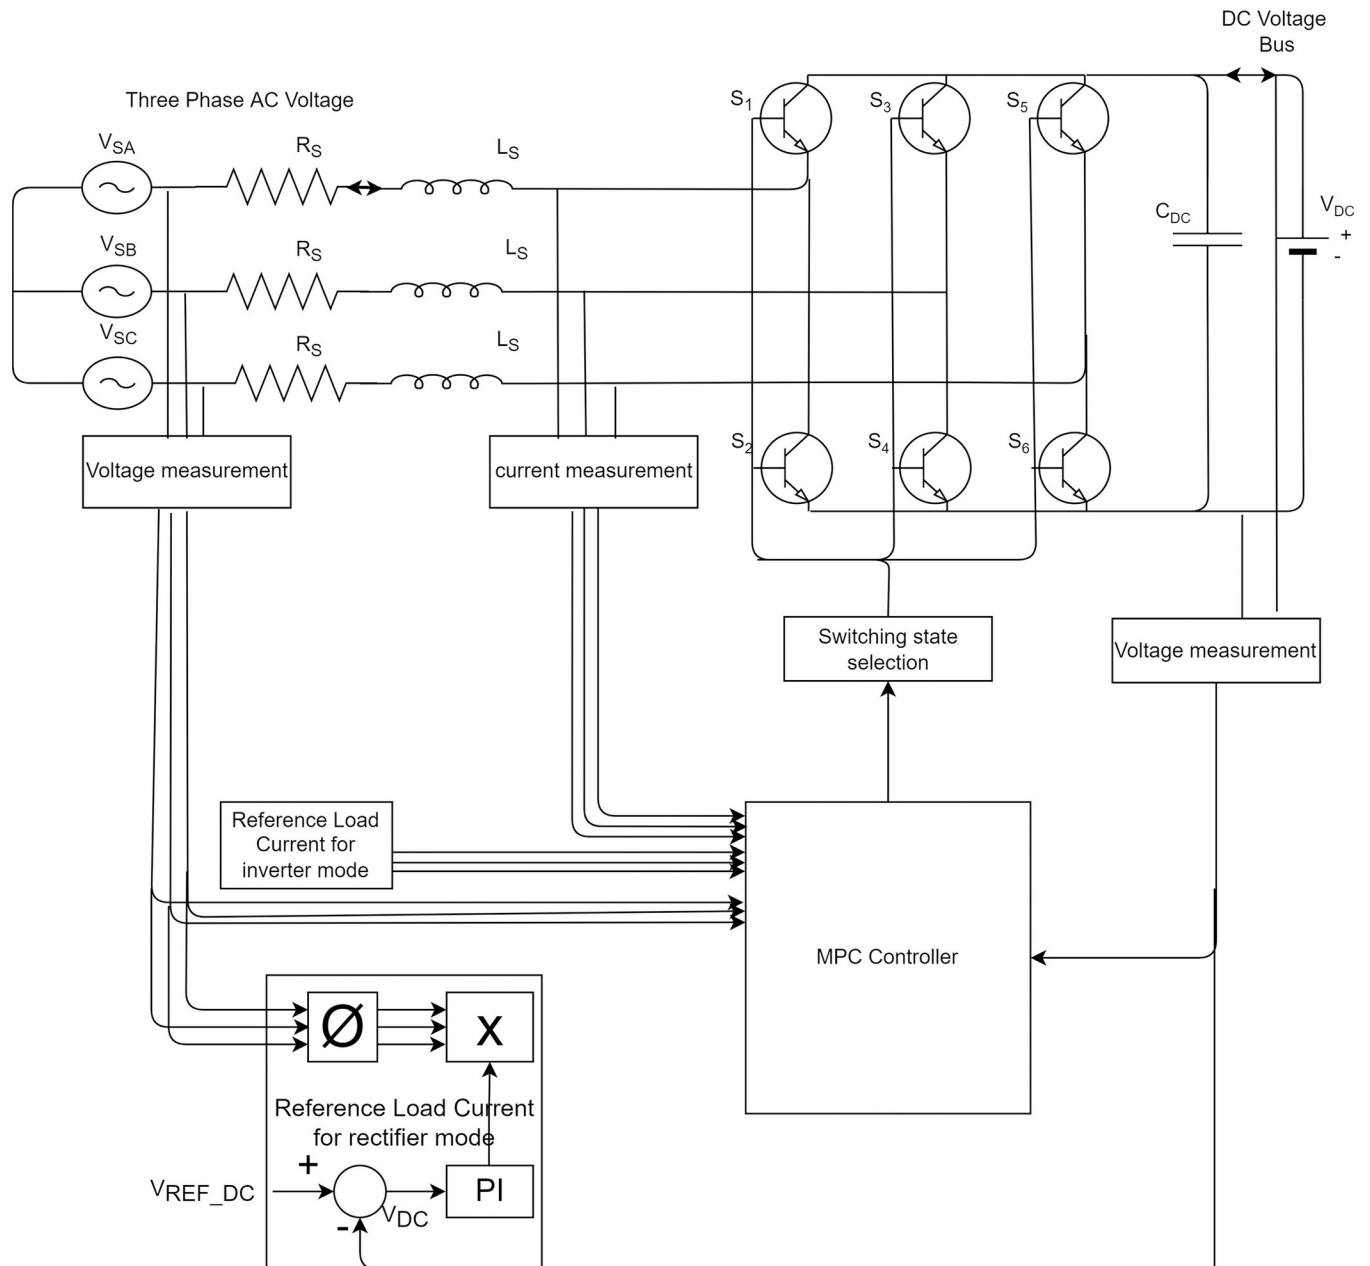 DC Voltage
Bus
Three Phase AC Voltage
S1
S3
S5
VSA
RS
LS
CDC
VDC
+
-
VSB
RS
LS
VSC
RS
LS
S2
S4
S6
Voltage measurement
current measurement
Switching state
selection
Voltage measurement
Reference Load
Current for
inverter mode
MPC Controller
Ø
x
Reference Load Current
for rectifier mode
+
VREF_DC
PI
VDC
-